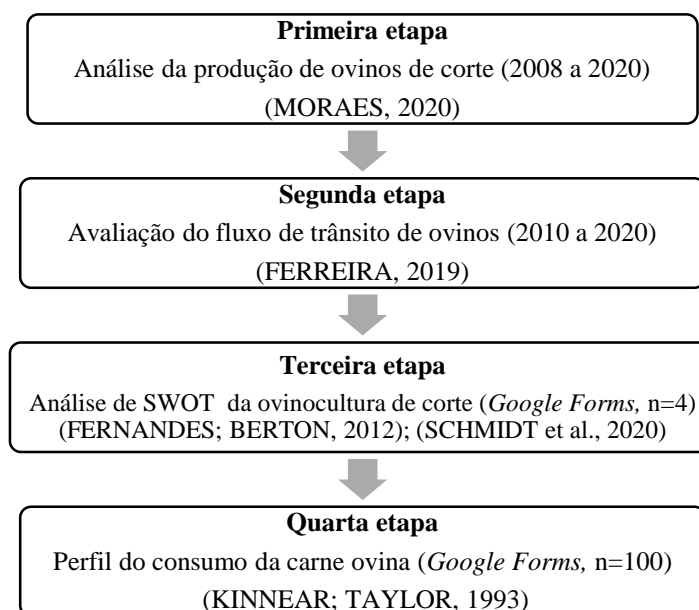 Primeira etapa
Análise da produção de ovinos de corte (2008 a 2020)
(MORAES, 2020)
Segunda etapa
Avaliação do fluxo de trânsito de ovinos (2010 a 2020)
(FERREIRA, 2019)
Terceira etapa
Análise de SWOT da ovinocultura de corte (Google Forms, n=4)
(FERNANDES; BERTON, 2012); (SCHMIDT et al., 2020)
Quarta etapa
Perfil do consumo da carne ovina (Google Forms, n=100)
(KINNEAR; TAYLOR, 1993)